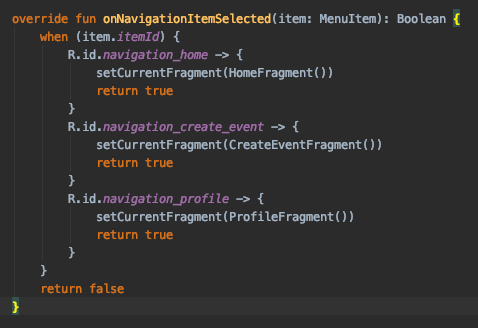 override fun onNavigationItemSelected(item: MenuItem): Boolean {
    when (item.itemId) {
        R.id.navigation_home -> {
            setCurrentFragment(HomeFragment())
            return true
        }
        R.id.navigation_create_event -> {
            setCurrentFragment(CreateEventFragment())
            return true
        }
        R.id.navigation_profile -> {
            setCurrentFragment(ProfileFragment())
            return true
        }
    }
    return false
}